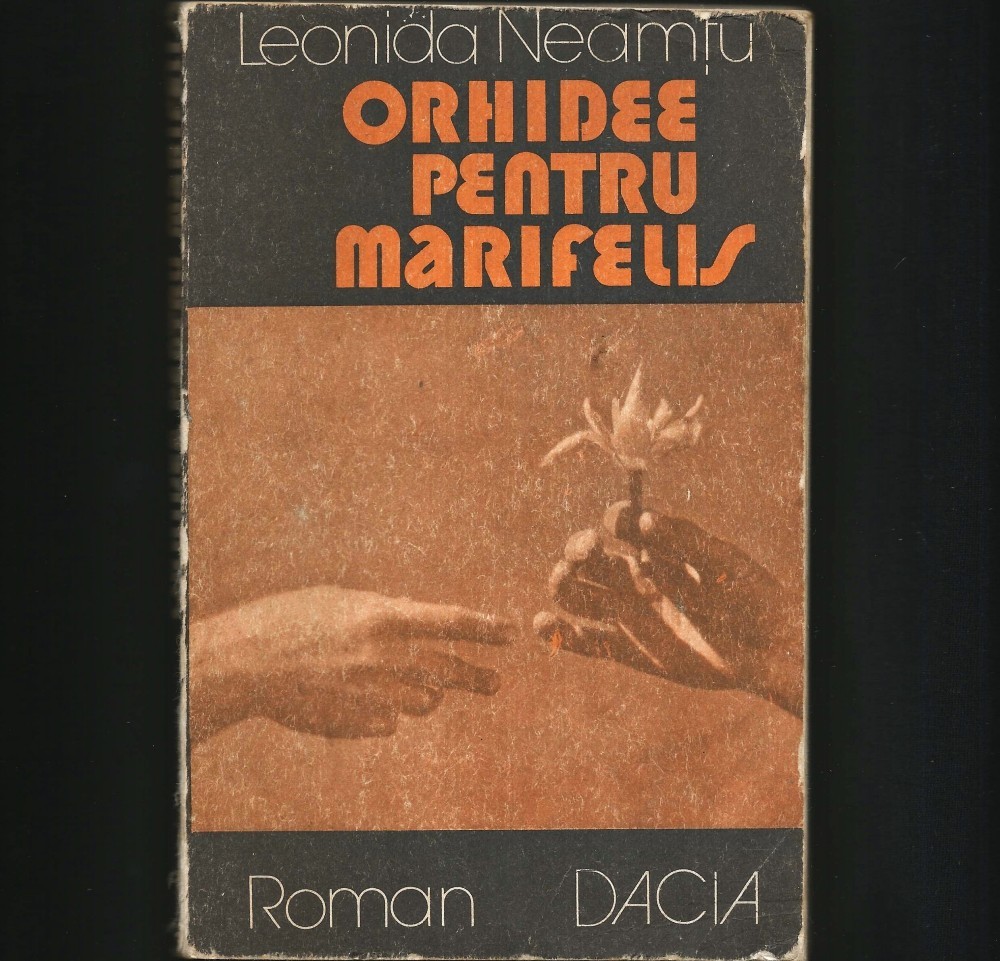 Leonida Neamțu
ORHIDEE
PENTRU
MARIFELIS
Roman DACIA